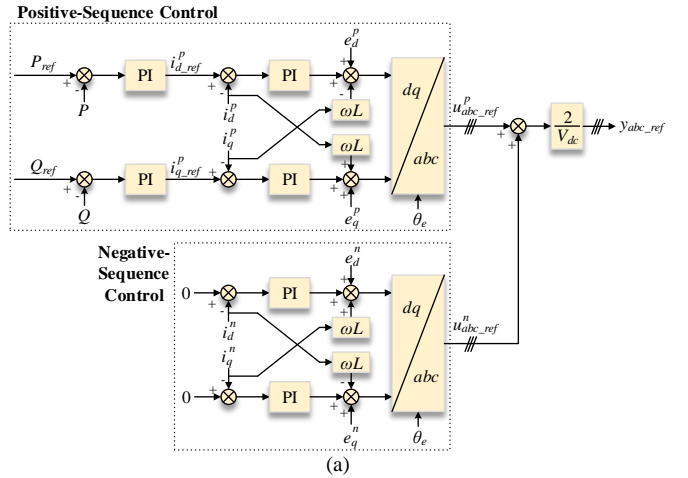 Positive-Sequence Control
P_ref + - PI i^p_d_ref + - PI + + - e^p_d
P
i^p_d
ωL
dq
abc
u^p_abc_ref
+ +
2
V_dc
y_abc_ref
i^p_q
ωL
Q_ref + - PI i^p_q_ref + - PI + + + e^p_q
Q
θ_e
Negative-
Sequence
Control
0 + - PI + + + e^n_d
i^n_d
ωL
dq
abc
u^n_abc_ref
i^n_q
ωL
0 + - PI + - + e^n_q
θ_e
(a)